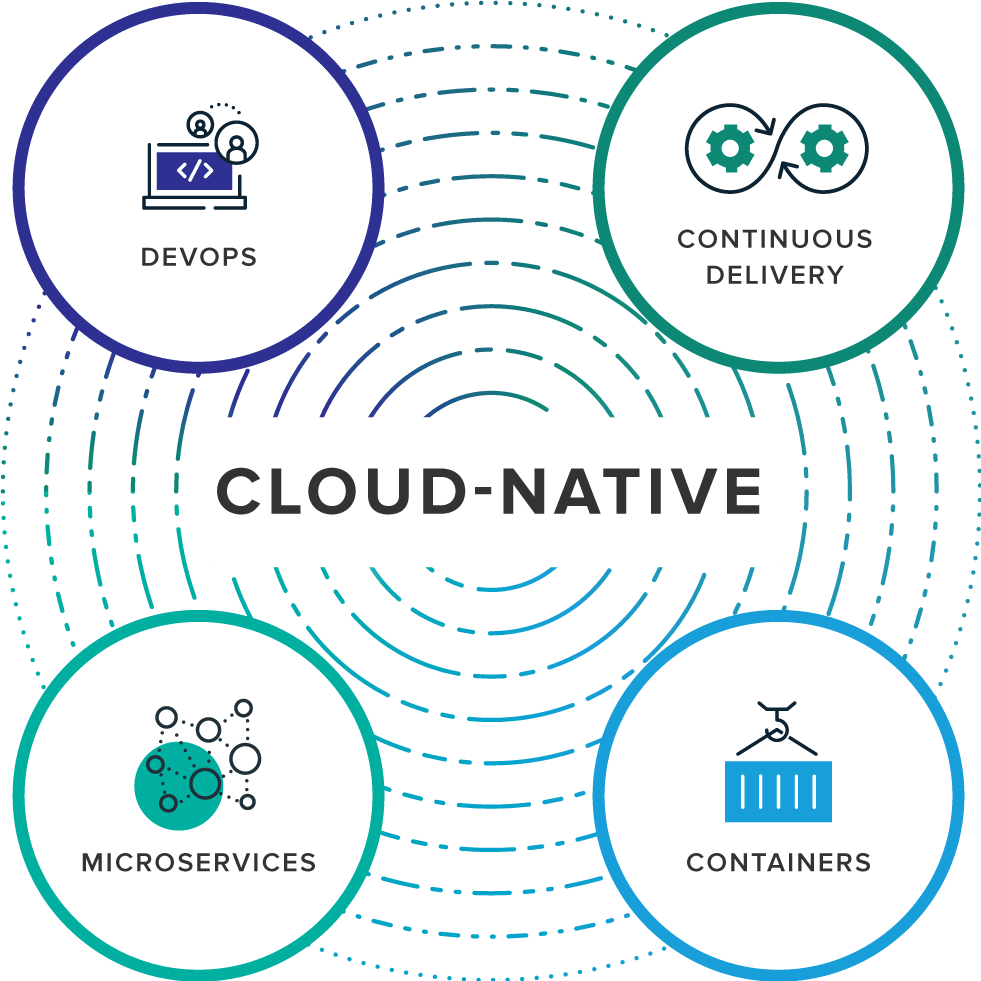 </>
DEVOPS
CONTINUOUS
DELIVERY
CLOUD-NATIVE
MICROSERVICES
CONTAINERS